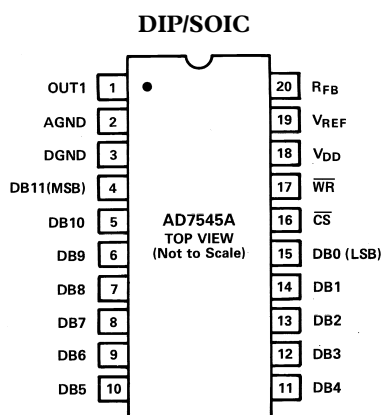 DIP/SOIC
OUT1 1
AGND 2
DGND 3
DB11(MSB) 4
DB10 5
DB9 6
DB8 7
DB7 8
DB6 9
DB5 10
AD7545A
TOP VIEW
(Not to Scale)
20 RFB
19 VREF
18 VDD
17 WR
16 CS
15 DB0 (LSB)
14 DB1
13 DB2
12 DB3
11 DB4